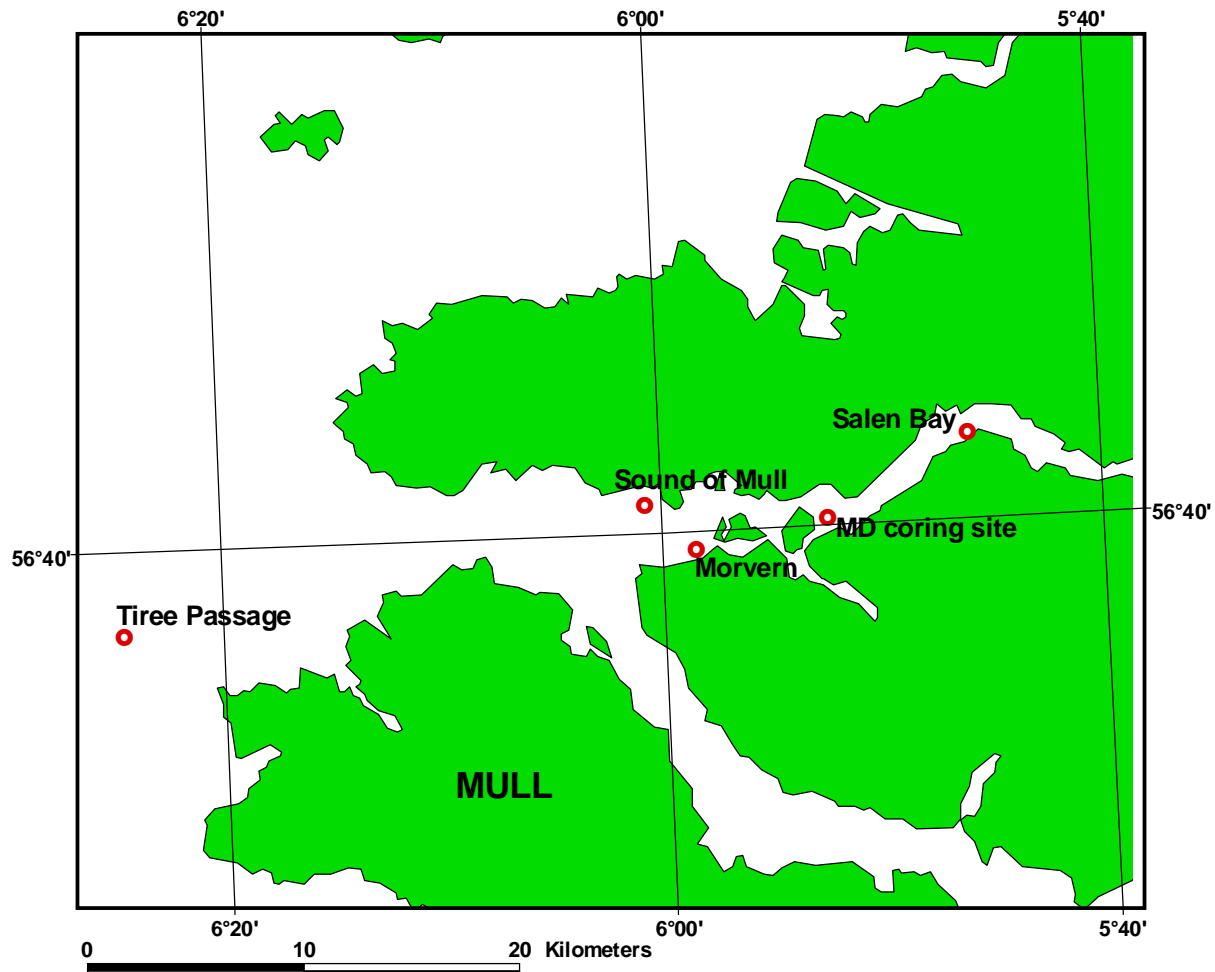 6°20' 6°00' 5°40'
Salen Bay
Sound of Mull
56°40'
MD coring site
56°40'
Morvern
Tiree Passage
MULL
6°20' 6°00' 5°40'
0 10 20 Kilometers